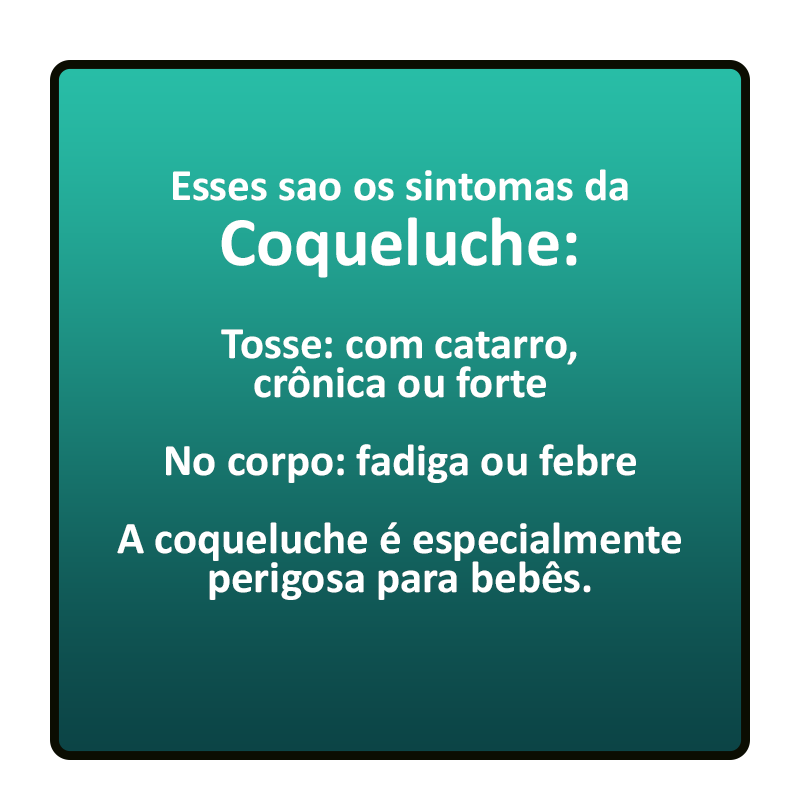 Esses sao os sintomas da
Coqueluche:
Tosse: com catarro,
crônica ou forte
No corpo: fadiga ou febre
A coqueluche é especialmente
perigosa para bebês.